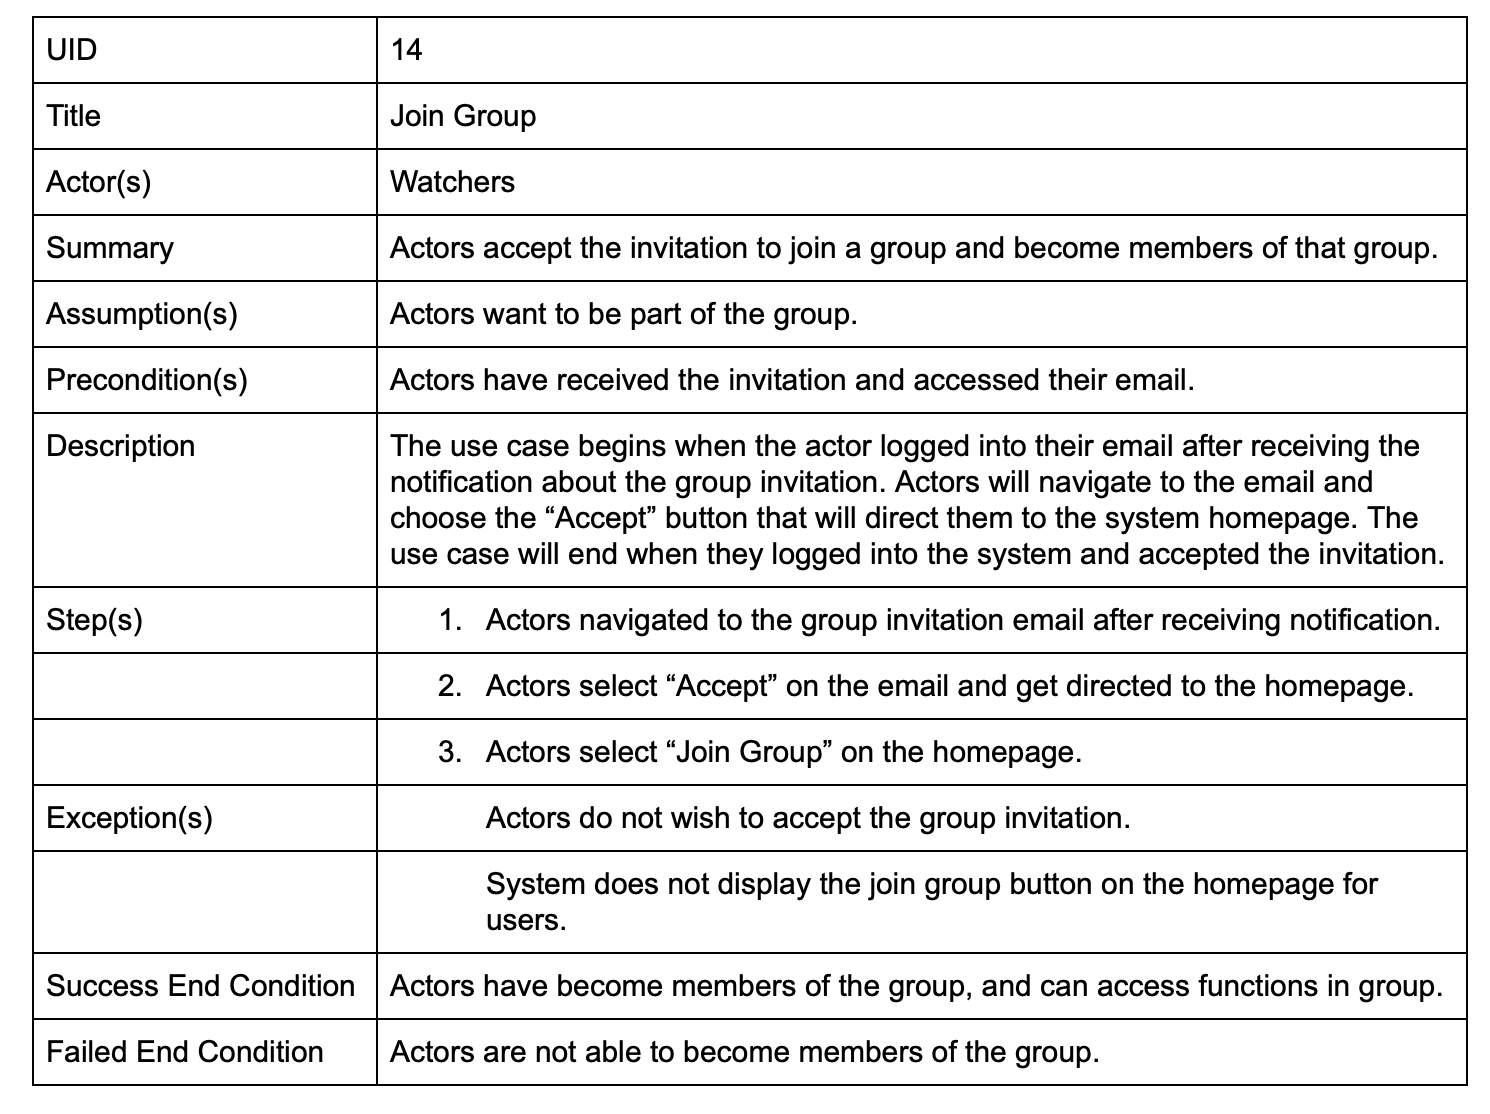 UID
14
Title
Join Group
Actor(s)
Watchers
Summary
Actors accept the invitation to join a group and become members of that group.
Assumption(s)
Actors want to be part of the group.
Precondition(s)
Actors have received the invitation and accessed their email.
Description
The use case begins when the actor logged into their email after receiving the
notification about the group invitation. Actors will navigate to the email and
choose the “Accept” button that will direct them to the system homepage. The
use case will end when they logged into the system and accepted the invitation.
Step(s)
1. Actors navigated to the group invitation email after receiving notification.
2. Actors select “Accept” on the email and get directed to the homepage.
3. Actors select “Join Group” on the homepage.
Exception(s)
Actors do not wish to accept the group invitation.
System does not display the join group button on the homepage for
users.
Success End Condition
Actors have become members of the group, and can access functions in group.
Failed End Condition
Actors are not able to become members of the group.